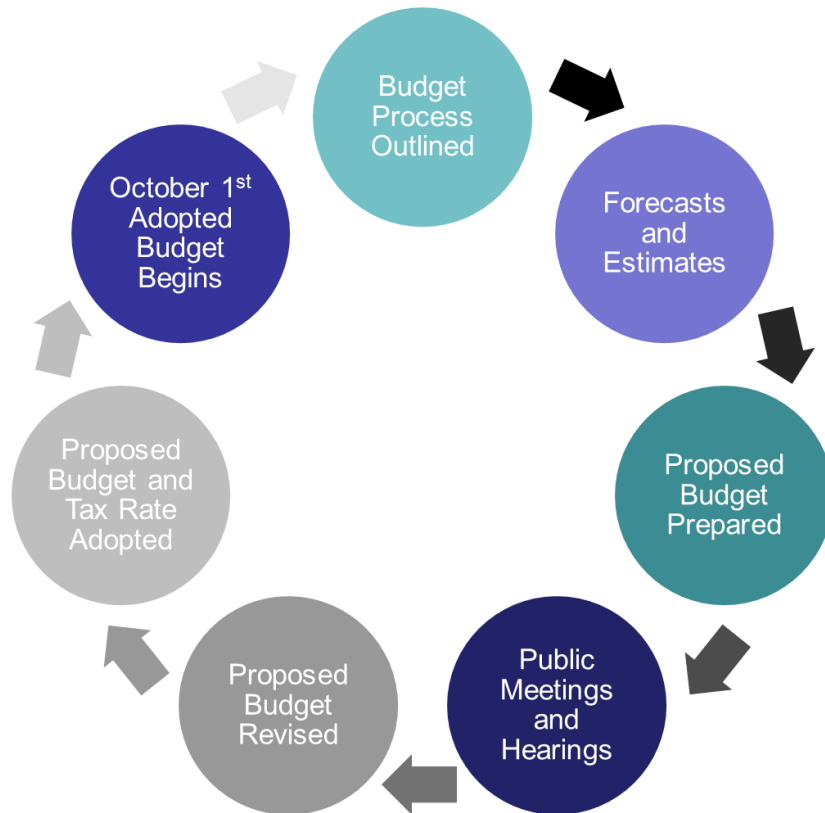 Budget
Process
Outlined
Forecasts
and
Estimates
Proposed
Budget
Prepared
Public
Meetings
and
Hearings
Proposed
Budget
Revised
Proposed
Budget and
Tax Rate
Adopted
October 1st
Adopted
Budget
Begins